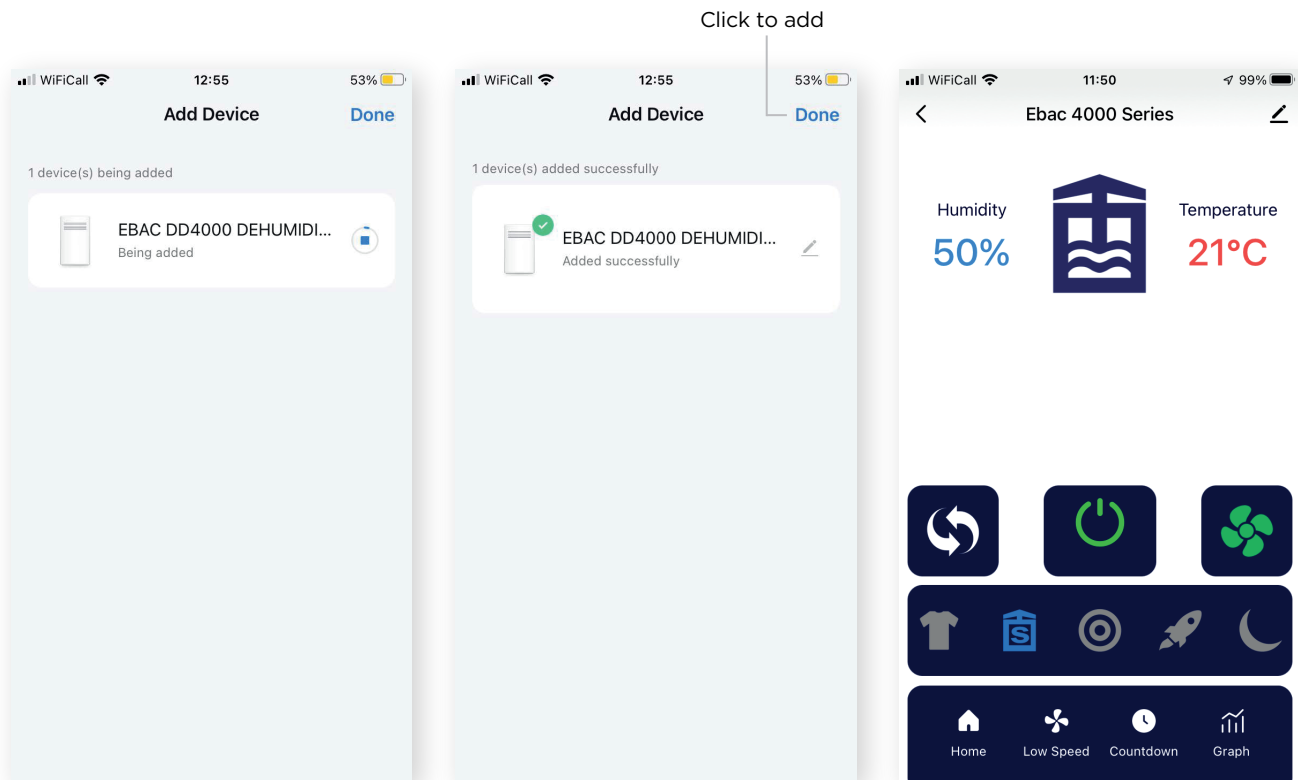 Click to add
WiFiCall 12:55 53%
Add Device Done
1 device(s) being added
EBAC DD4000 DEHUMIDI...
Being added
WiFiCall 12:55 53%
Add Device Done
1 device(s) added successfully
EBAC DD4000 DEHUMIDI...
Added successfully
WiFiCall 11:50 99%
Ebac 4000 Series
Humidity Temperature
50% 21°C
S
Home Low Speed Countdown Graph